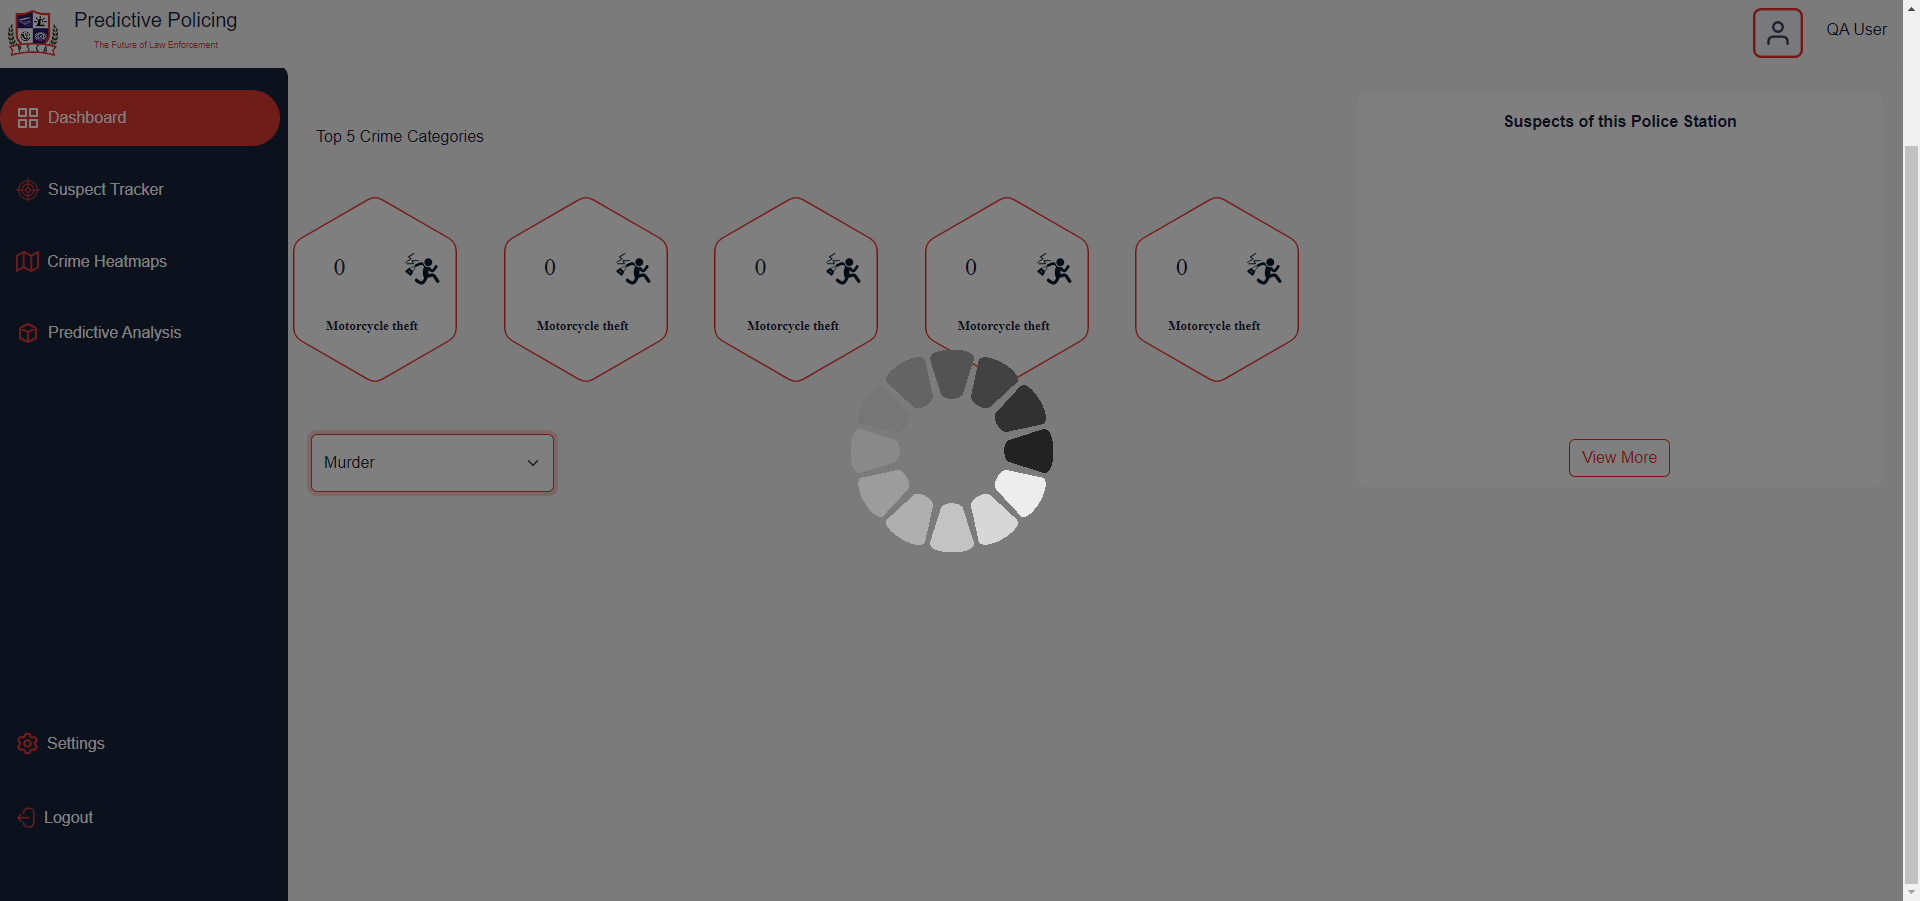 Predictive Policing
The Future of Law Enforcement
PSCA
QA User
Dashboard
Suspect Tracker
Crime Heatmaps
Predictive Analysis
Settings
Logout
Top 5 Crime Categories
0
Motorcycle theft
0
Motorcycle theft
0
Motorcycle theft
0
Motorcycle theft
0
Motorcycle theft
Murder
Suspects of this Police Station
View More